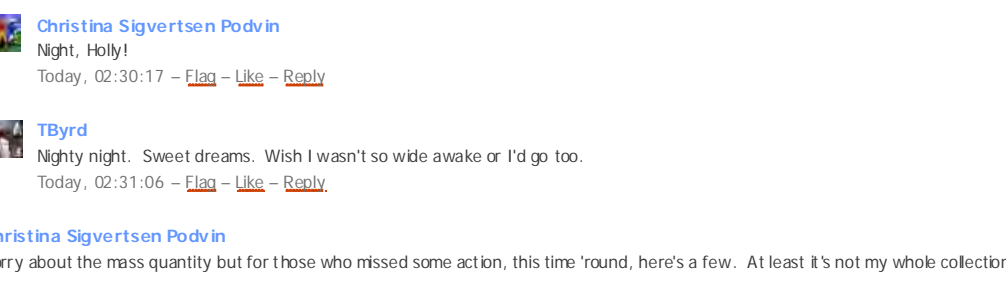 Christina Sigvertsen Podvin
Night, Holly!
Today, 02:30:17 – Flag – Like – Reply
TByrd
Nighty night.  Sweet dreams.  Wish I wasn't so wide awake or I'd go too.
Today, 02:31:06 – Flag – Like – Reply
hristina Sigvertsen Podvin
rry about the mass quantity but for those who missed some action, this time 'round, here's a few.  At least it's not my whole collection